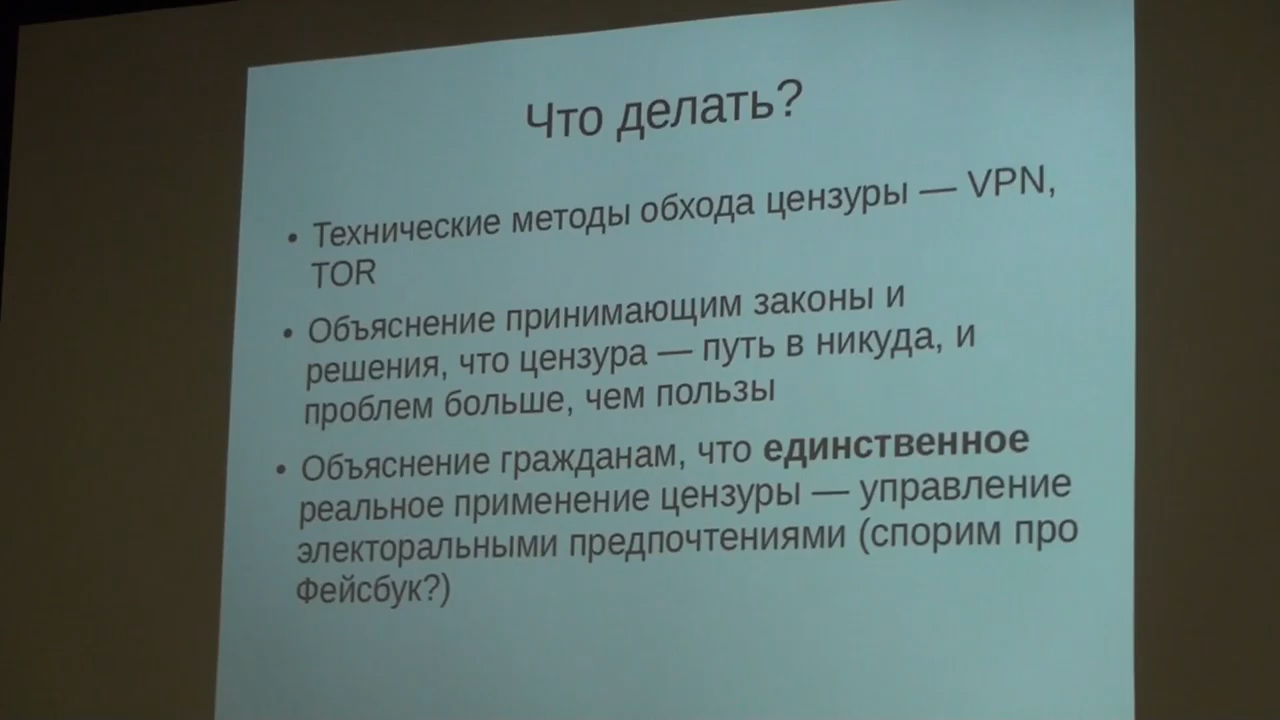 Что делать?
• Технические методы обхода цензуры — VPN,
TOR
• Объяснение принимающим законы и
решения, что цензура — путь в никуда, и
проблем больше, чем пользы
• Объяснение гражданам, что единственное
реальное применение цензуры — управление
электоральными предпочтениями (спорим про
Фейсбук?)